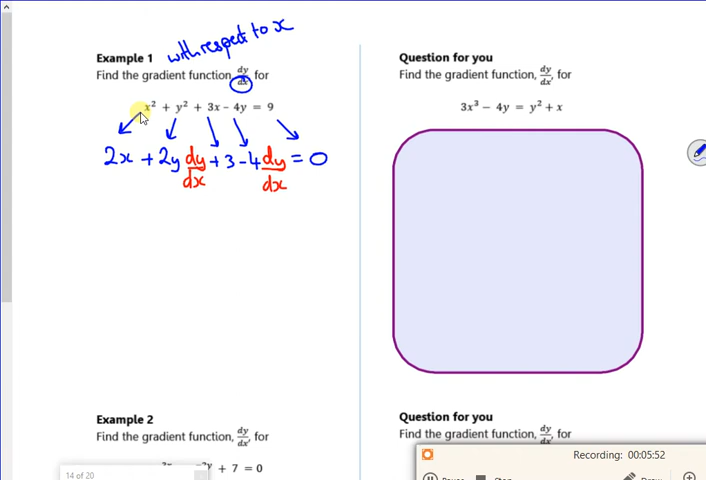 with respect to x
Example 1
Find the gradient function, dy/dx for
x² + y² + 3x − 4y = 9
2x + 2y dy/dx + 3 − 4 dy/dx = 0
Question for you
Find the gradient function, dy/dx, for
3x³ − 4y = y² + x
Example 2
Find the gradient function, dy/dx, for
+ 7 = 0
Question for you
Find the gradient function, dy/dx, for
14 of 20
Recording: 00:05:52